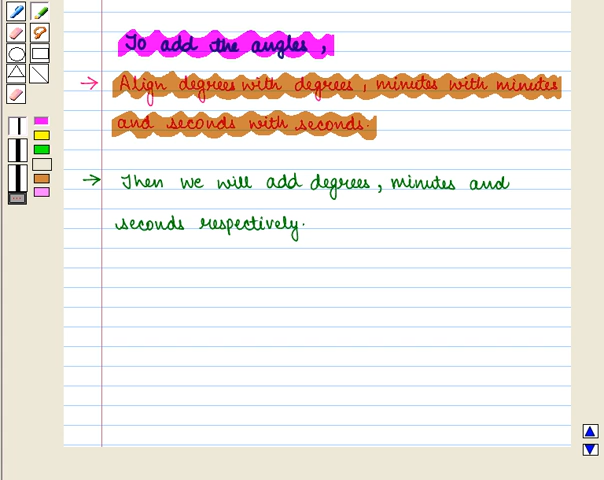 To add the angles,
→ Align degrees with degrees, minutes with minutes
and seconds with seconds.
→ Then we will add degrees, minutes and
seconds respectively.